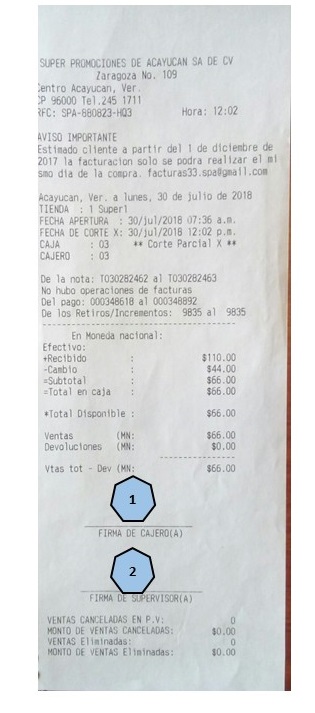 SUPER PROMOCIONES DE ACAYUCAN SA DE CV
Zaragoza No. 109
Centro Acayucan, Ver.
CP 96000 Tel.245 1711
RFC: SPA-880823-HQ3 Hora: 12:02
AVISO IMPORTANTE
Estimado cliente a partir del 1 de diciembre de
2017 la facturacion solo se podra realizar el mi
smo dia de la compra. facturas33.spa@gmail.com
Acayucan, Ver. a lunes, 30 de julio de 2018
TIENDA : 1 Super1
FECHA APERTURA : 30/jul/2018 07:36 a.m.
FECHA DE CORTE X: 30/jul/2018 12:02 p.m.
CAJA : 03 ** Corte Parcial X **
CAJERO : 03
De la nota: T030282462 al T030282463
No hubo operaciones de facturas
Del pago: 000348618 al 000348892
De los Retiros/Incrementos: 9835 al 9835
En Moneda nacional:
Efectivo:
+Recibido : $110.00
-Cambio : $44.00
=Subtotal : $66.00
=Total en caja : $66.00
*Total Disponible : $66.00
Ventas (MN: $66.00
Devoluciones (MN: $0.00
Vtas tot - Dev (MN: $66.00
1
FIRMA DE CAJERO(A)
2
FIRMA DE SUPERVISOR(A)
VENTAS CANCELADAS EN P.V: 0
MONTO DE VENTAS CANCELADAS: $0.00
VENTAS Eliminadas: 0
MONTO DE VENTAS Eliminadas: $0.00